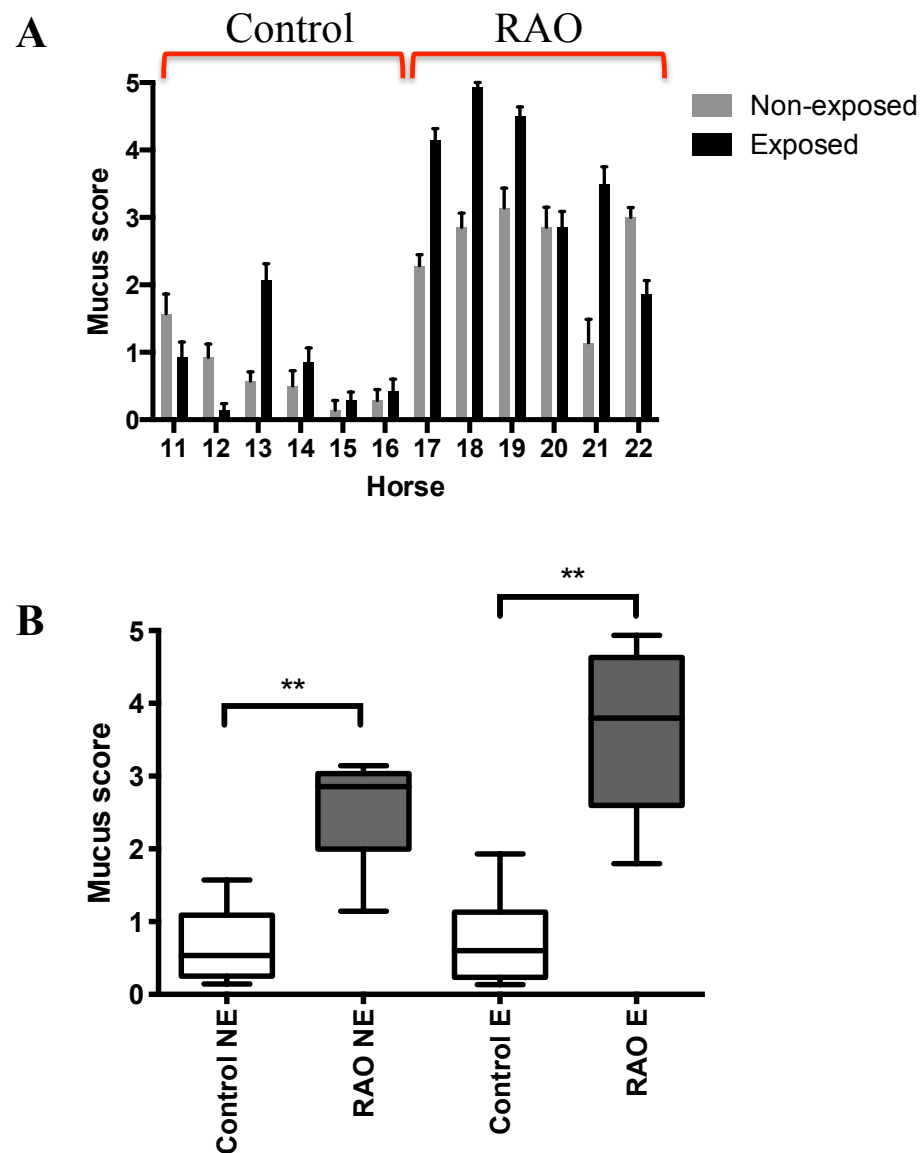 A
Control RAO
Non-exposed
Exposed
Mucus score
5
4
3
2
1
0
11 12 13 14 15 16 17 18 19 20 21 22
Horse
B
**
**
Mucus score
5
4
3
2
1
0
Control NE
RAO NE
Control E
RAO E